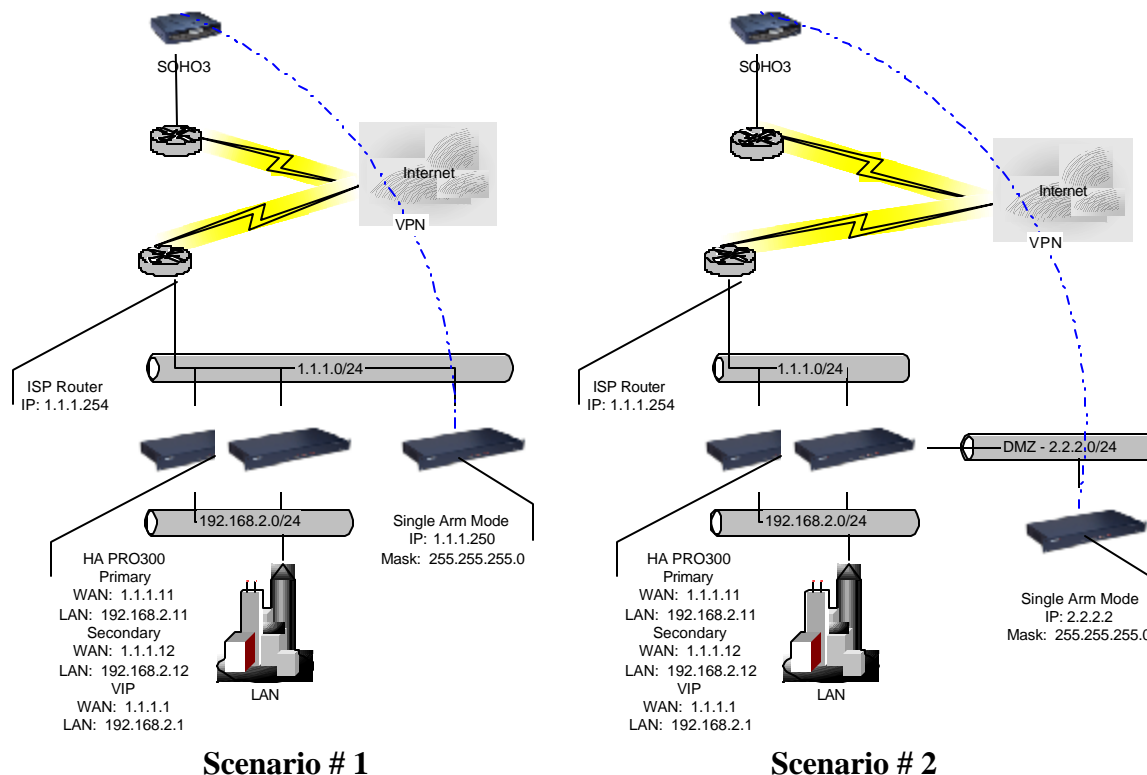 SOHO3
Internet
VPN
1.1.1.0/24
ISP Router
IP: 1.1.1.254
192.168.2.0/24
Single Arm Mode
IP: 1.1.1.250
Mask: 255.255.255.0
HA PRO300
Primary
WAN: 1.1.1.11
LAN: 192.168.2.11
Secondary
WAN: 1.1.1.12
LAN: 192.168.2.12
VIP
WAN: 1.1.1.1
LAN: 192.168.2.1
LAN
Scenario # 1
SOHO3
Internet
VPN
1.1.1.0/24
ISP Router
IP: 1.1.1.254
DMZ - 2.2.2.0/24
192.168.2.0/24
HA PRO300
Primary
WAN: 1.1.1.11
LAN: 192.168.2.11
Secondary
WAN: 1.1.1.12
LAN: 192.168.2.12
VIP
WAN: 1.1.1.1
LAN: 192.168.2.1
Single Arm Mode
IP: 2.2.2.2
Mask: 255.255.255.0
LAN
Scenario # 2